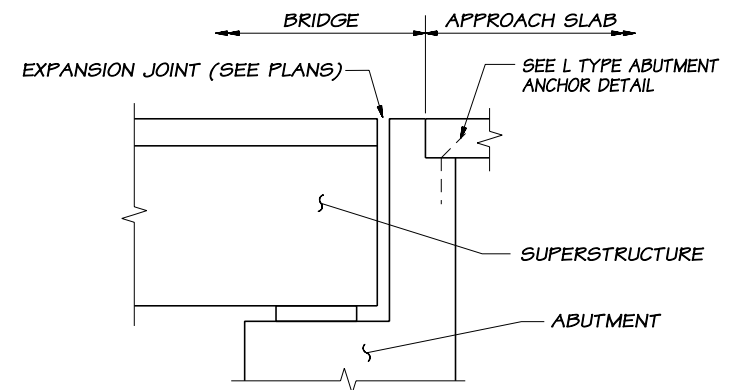 BRIDGE
APPROACH SLAB
EXPANSION JOINT (SEE PLANS)
SEE L TYPE ABUTMENT
ANCHOR DETAIL
SUPERSTRUCTURE
ABUTMENT